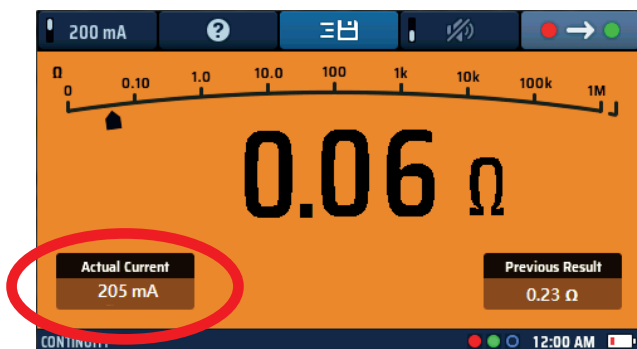 200 mA
?
Ω
0 0.10 1.0 10.0 100 1k 10k 100k 1M
0.06 Ω
Actual Current
205 mA
Previous Result
0.23 Ω
CONTINUITY
12:00 AM